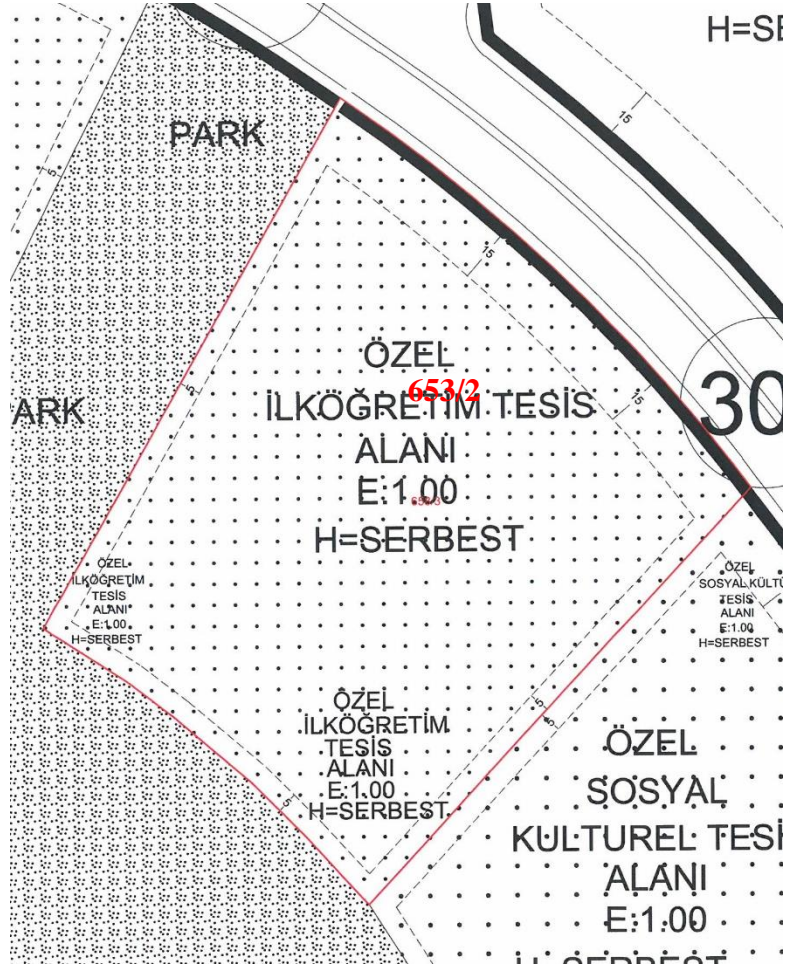 H=SE
15
PARK
5
15
ÖZEL
653/2
İLKÖĞRETİM TESİS
ALANI
E:1.00
H=SERBEST
5
15
30
ARK
ÖZEL
İLKÖĞRETİM
TESİS
ALANI
E:1.00
H=SERBEST
ÖZEL
SOSYAL KÜLTÜ
TESİS
ALANI
E:1.00
H=SERBEST
ÖZEL
İLKÖĞRETİM
TESİS
ALANI
E:1.00
H=SERBEST
5
5
5
ÖZEL
SOSYAL
KULTUREL TESİ
ALANI
E:1.00
H=SERBEST